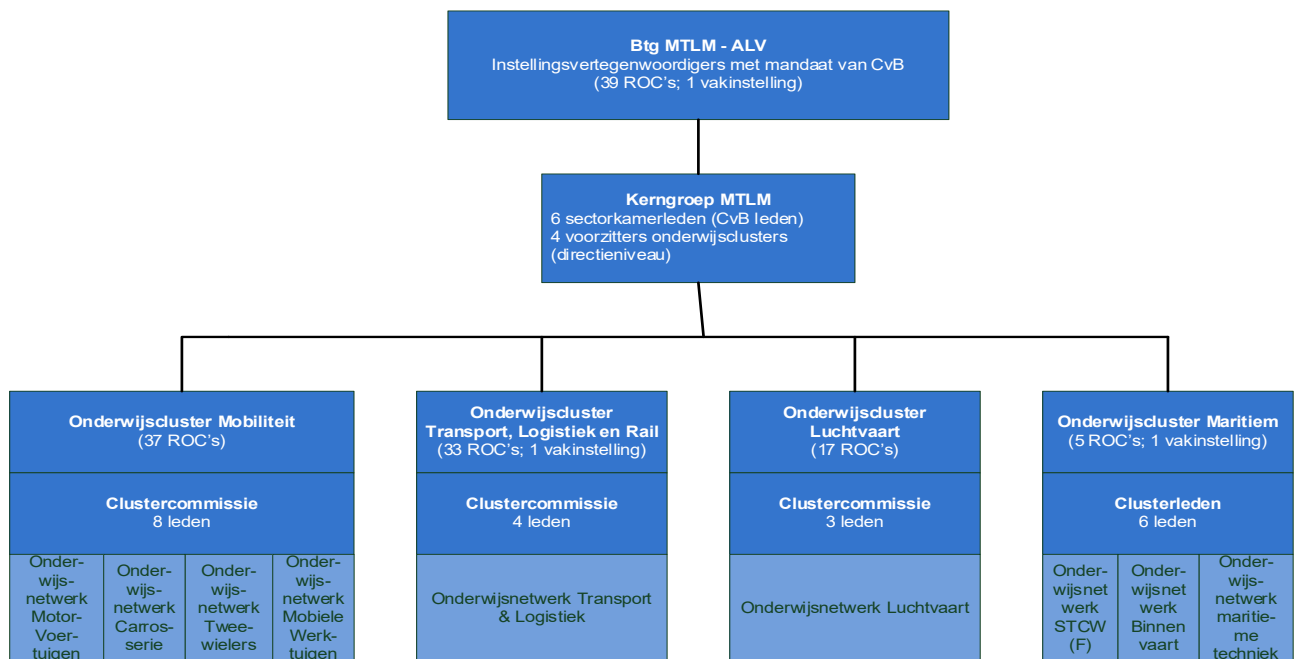 Btg MTLM - ALV
Instellingsvertegenwoordigers met mandaat van CvB
(39 ROC's; 1 vakinstelling)
Kerngroep MTLM
6 sectorkamerleden (CvB leden)
4 voorzitters onderwijsclusters
(directieniveau)
Onderwijscluster Mobiliteit
(37 ROC's)
Clustercommissie
8 leden
Onder-
wijs-
netwerk
Motor-
Voer-
tuigen
Onder-
wijs-
netwerk
Carros-
serie
Onder-
wijs-
netwerk
Twee-
wielers
Onder-
wijs-
netwerk
Mobiele
Werk-
tuigen
Onderwijscluster
Transport, Logistiek en Rail
(33 ROC's; 1 vakinstelling)
Clustercommissie
4 leden
Onderwijsnetwerk Transport
& Logistiek
Onderwijscluster
Luchtvaart
(17 ROC's)
Clustercommissie
3 leden
Onderwijsnetwerk Luchtvaart
Onderwijscluster Maritiem
(5 ROC's; 1 vakinstelling)
Clusterleden
6 leden
Onder-
wijsnet
werk
STCW
(F)
Onder-
wijsnet
werk
Binnen
vaart
Onder-
wijs-
netwerk
maritie-
me
techniek